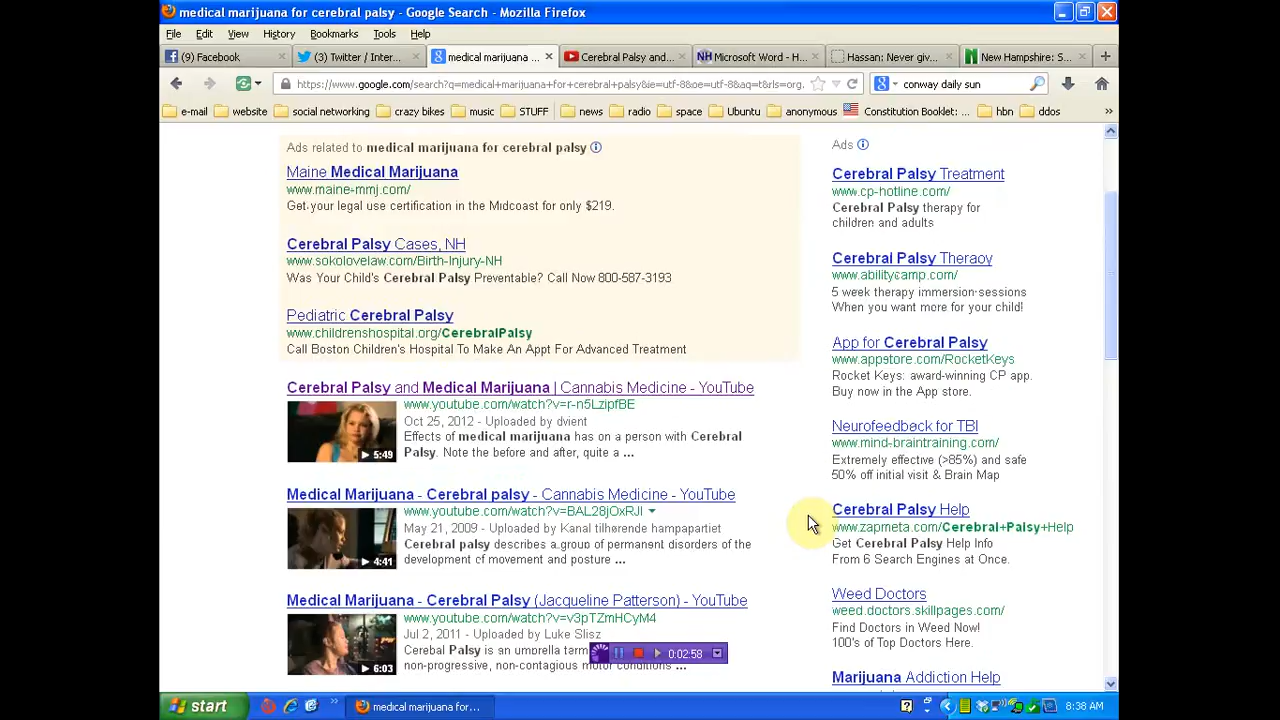 medical marijuana for cerebral palsy - Google Search - Mozilla Firefox
File Edit View History Bookmarks Tools Help
(9) Facebook
(3) Twitter / Inter...
medical marijuana ...
Cerebral Palsy and...
Microsoft Word - H...
Hassan: Never giv...
New Hampshire: S...
https://www.google.com/search?q=medical+marijuana+for+cerebral+palsy&ie=utf-8&oe=utf-8&aq=t&rls=org.
conway daily sun
e-mail website social networking crazy bikes music STUFF news radio space Ubuntu anonymous Constitution Booklet:... hbn ddos »
Ads related to medical marijuana for cerebral palsy
Maine Medical Marijuana
www.maine-mmj.com/
Get your legal use certification in the Midcoast for only $219.
Cerebral Palsy Cases, NH
www.sokolovelaw.com/Birth-Injury-NH
Was Your Child's Cerebral Palsy Preventable? Call Now 800-587-3193
Pediatric Cerebral Palsy
www.childrenshospital.org/CerebralPalsy
Call Boston Children's Hospital To Make An Appt For Advanced Treatment
Cerebral Palsy and Medical Marijuana | Cannabis Medicine - YouTube
www.youtube.com/watch?v=r-n5LzipfBE
Oct 25, 2012 - Uploaded by dvient
Effects of medical marijuana has on a person with Cerebral
Palsy. Note the before and after, quite a ...
5:49
Medical Marijuana - Cerebral palsy - Cannabis Medicine - YouTube
www.youtube.com/watch?v=BAL28jOxRJI
May 21, 2009 - Uploaded by Kanal tilhørende hampapartiet
Cerebral palsy describes a group of permanent disorders of the
development of movement and posture ...
4:41
Medical Marijuana - Cerebral Palsy (Jacqueline Patterson) - YouTube
www.youtube.com/watch?v=v3pTZmHCyM4
Jul 2, 2011 - Uploaded by Luke Slisz
Cerebal Palsy is an umbrella term
non-progressive, non-contagious motor conditions ...
6:03
0:02:58
Ads
Cerebral Palsy Treatment
www.cp-hotline.com/
Cerebral Palsy therapy for
children and adults
Cerebral Palsy Therapy
www.abilitycamp.com/
5 week therapy immersion sessions
When you want more for your child!
App for Cerebral Palsy
www.appstore.com/RocketKeys
Rocket Keys: award-winning CP app.
Buy now in the App store.
Neurofeedback for TBI
www.mind-braintraining.com/
Extremely effective (>85%) and safe
50% off initial visit & Brain Map
Cerebral Palsy Help
www.zapmeta.com/Cerebral+Palsy+Help
Get Cerebral Palsy Help Info
From 6 Search Engines at Once.
Weed Doctors
weed.doctors.skillpages.com/
Find Doctors in Weed Now!
100's of Top Doctors Here.
Marijuana Addiction Help
start
»
medical marijuana for...
8:38 AM